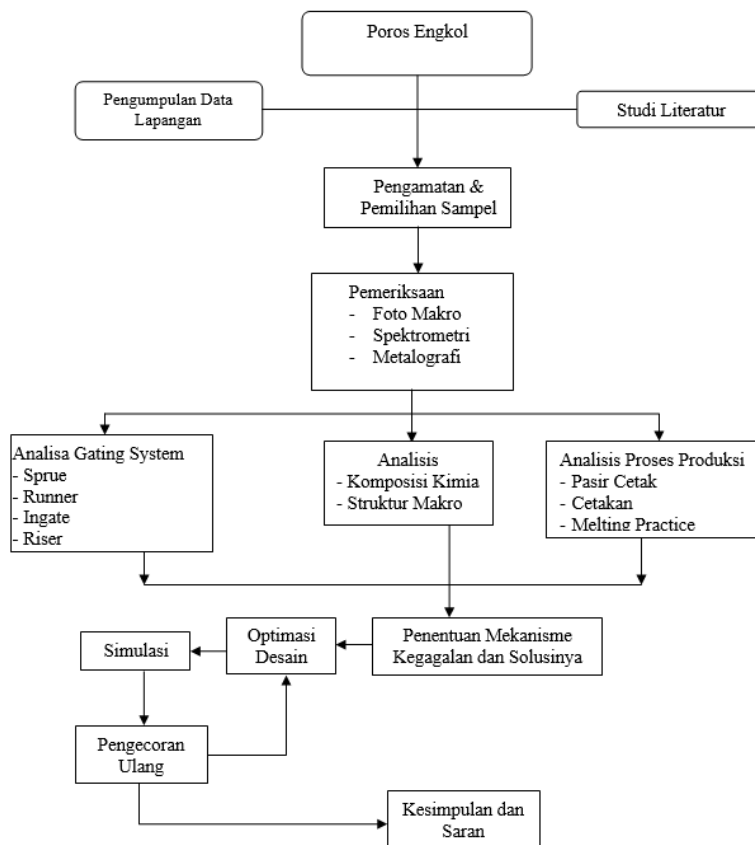 Poros Engkol
Pengumpulan Data
Lapangan
Studi Literatur
Pengamatan &
Pemilihan Sampel
Pemeriksaan
- Foto Makro
- Spektrometri
- Metalografi
Analisa Gating System
- Sprue
- Runner
- Ingate
- Riser
Analisis
- Komposisi Kimia
- Struktur Makro
Analisis Proses Produksi
- Pasir Cetak
- Cetakan
- Melting Practice
Penentuan Mekanisme
Kegagalan dan Solusinya
Optimasi
Desain
Simulasi
Pengecoran
Ulang
Kesimpulan dan
Saran